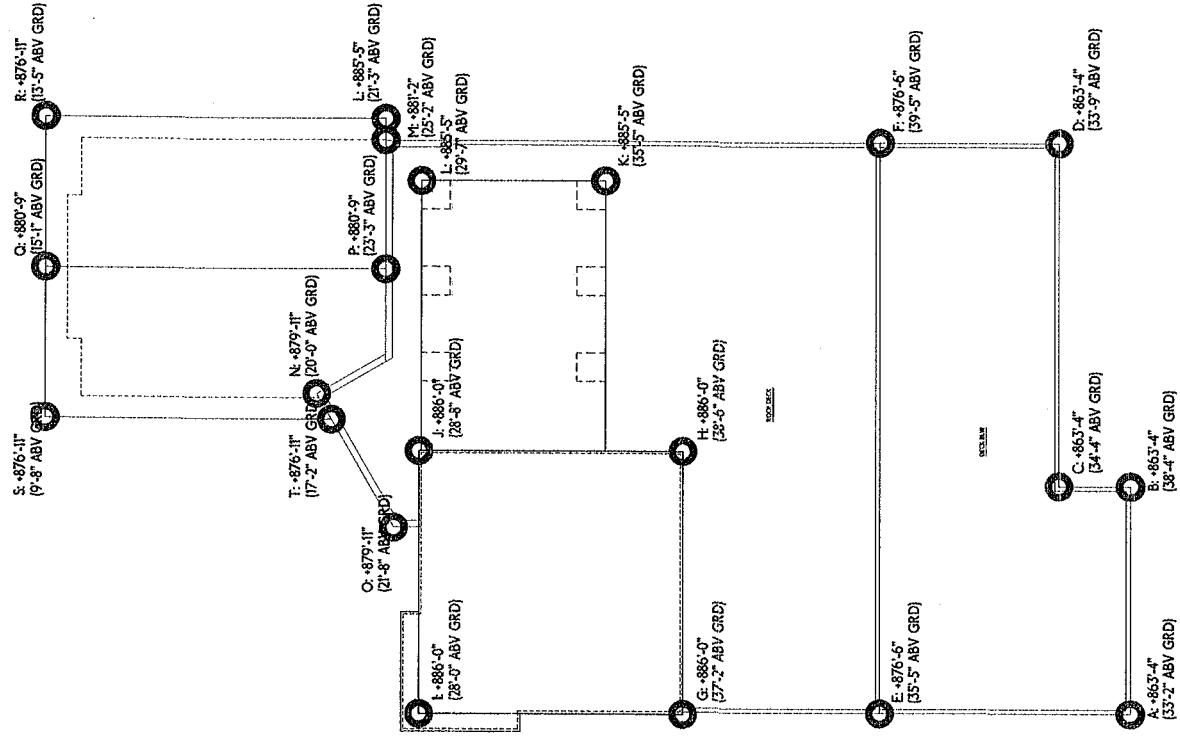 R: +876'-11"
(13'-5" ABV GRD)
Q: +880'-9"
(15'-1" ABV GRD)
S: +876'-11"
(9'-8" ABV GRD)
L: +885'-5"
(21'-3" ABV GRD)
M: +881'-2"
(25'-2" ABV GRD)
L: +885'-5"
(29'-7" ABV GRD)
P: +880'-9"
(23'-3" ABV GRD)
N: +879'-11"
(20'-0" ABV GRD)
T: +876'-11"
(17'-2" ABV GRD)
O: +879'-11"
(21'-8" ABV GRD)
J: +886'-0"
(28'-8" ABV GRD)
I: +886'-0"
(28'-0" ABV GRD)
K: +885'-5"
(35'-5" ABV GRD)
H: +886'-0"
(38'-6" ABV GRD)
G: +886'-0"
(37'-2" ABV GRD)
ROOF DECK
F: +876'-6"
(39'-5" ABV GRD)
E: +876'-6"
(35'-5" ABV GRD)
DECK BLW
D: +863'-4"
(33'-9" ABV GRD)
C: +863'-4"
(34'-4" ABV GRD)
B: +863'-4"
(38'-4" ABV GRD)
A: +863'-4"
(33'-2" ABV GRD)